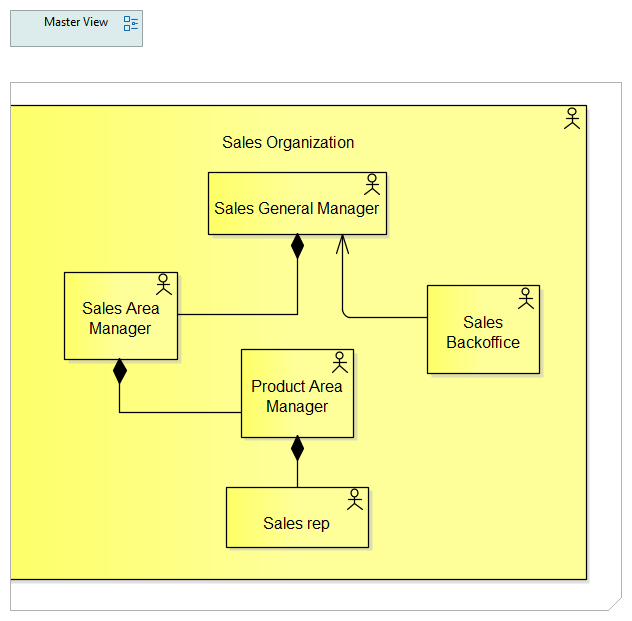 Master View
Sales Organization
Sales General Manager
Sales Area
Manager
Sales
Backoffice
Product Area
Manager
Sales rep